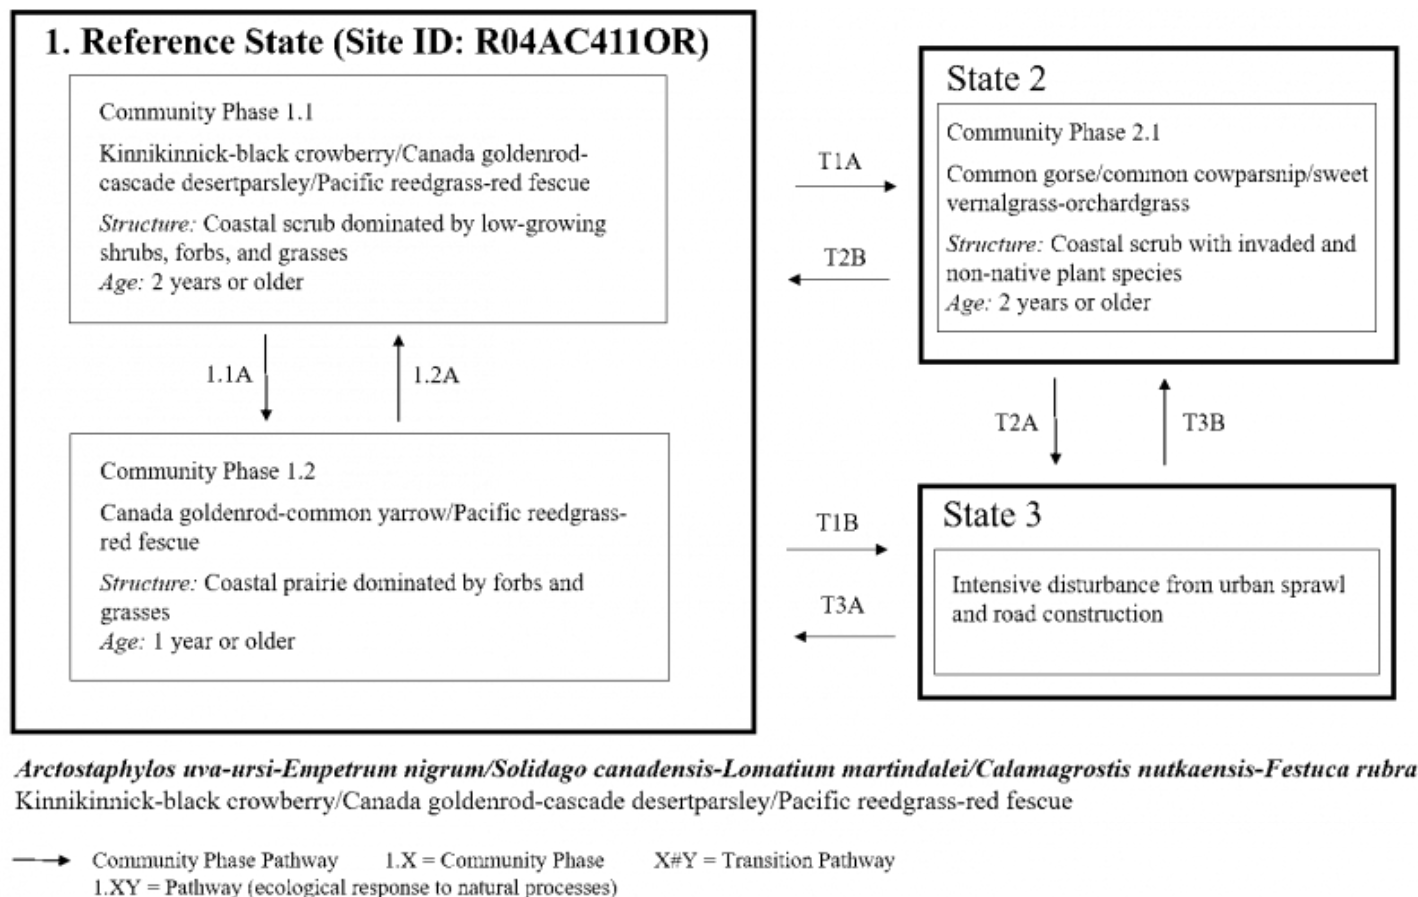 1. Reference State (Site ID: R04AC411OR)
Community Phase 1.1
Kinnikinnick-black crowberry/Canada goldenrod-
cascade desertparsley/Pacific reedgrass-red fescue
Structure: Coastal scrub dominated by low-growing
shrubs, forbs, and grasses
Age: 2 years or older
1.1A
1.2A
Community Phase 1.2
Canada goldenrod-common yarrow/Pacific reedgrass-
red fescue
Structure: Coastal prairie dominated by forbs and
grasses
Age: 1 year or older
T1A
T2B
T1B
T3A
State 2
Community Phase 2.1
Common gorse/common cowparsnip/sweet
vernalgrass-orchardgrass
Structure: Coastal scrub with invaded and
non-native plant species
Age: 2 years or older
T2A
T3B
State 3
Intensive disturbance from urban sprawl
and road construction
Arctostaphylos uva-ursi-Empetrum nigrum/Solidago canadensis-Lomatium martindalei/Calamagrostis nutkaensis-Festuca rubra
Kinnikinnick-black crowberry/Canada goldenrod-cascade desertparsley/Pacific reedgrass-red fescue
Community Phase Pathway 1.X = Community Phase X#Y = Transition Pathway
1.XY = Pathway (ecological response to natural processes)